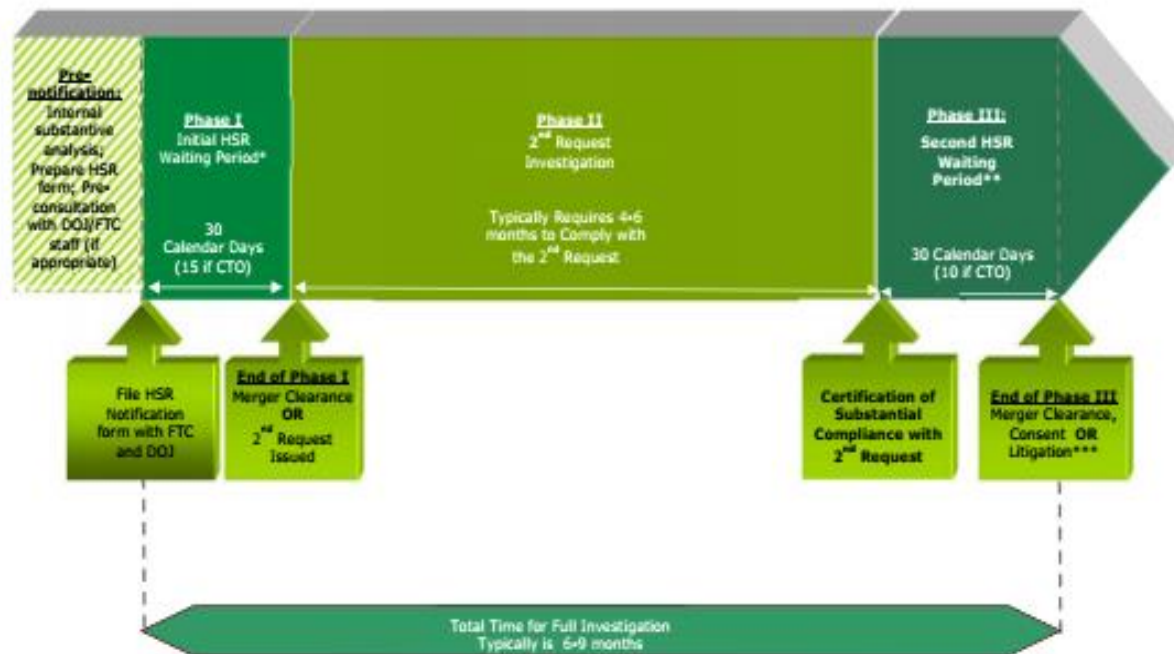 Pre-
notification:
Internal
substantive
analysis;
Prepare HSR
form; Pre-
consultation
with DOJ/FTC
staff (if
appropriate)
Phase I
Initial HSR
Waiting Period*
30
Calendar Days
(15 if CTO)
Phase II
2nd Request
Investigation
Typically Requires 4-6
months to Comply with
the 2nd Request
Phase III:
Second HSR
Waiting
Period**
30 Calendar Days
(10 if CTO)
File HSR
Notification
form with FTC
and DOJ
End of Phase I
Merger Clearance
OR
2nd Request
Issued
Certification of
Substantial
Compliance with
2nd Request
End of Phase III
Merger Clearance,
Consent OR
Litigation***
Total Time for Full Investigation
Typically is 6-9 months